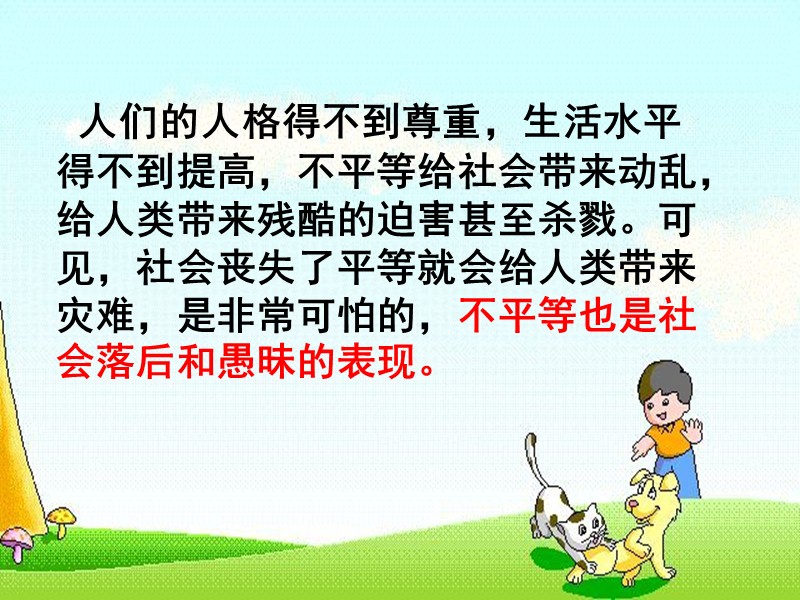 人们的人格得不到尊重，生活水平
得不到提高，不平等给社会带来动乱，
给人类带来残酷的迫害甚至杀戮。可
见，社会丧失了平等就会给人类带来
灾难，是非常可怕的，不平等也是社
会落后和愚昧的表现。